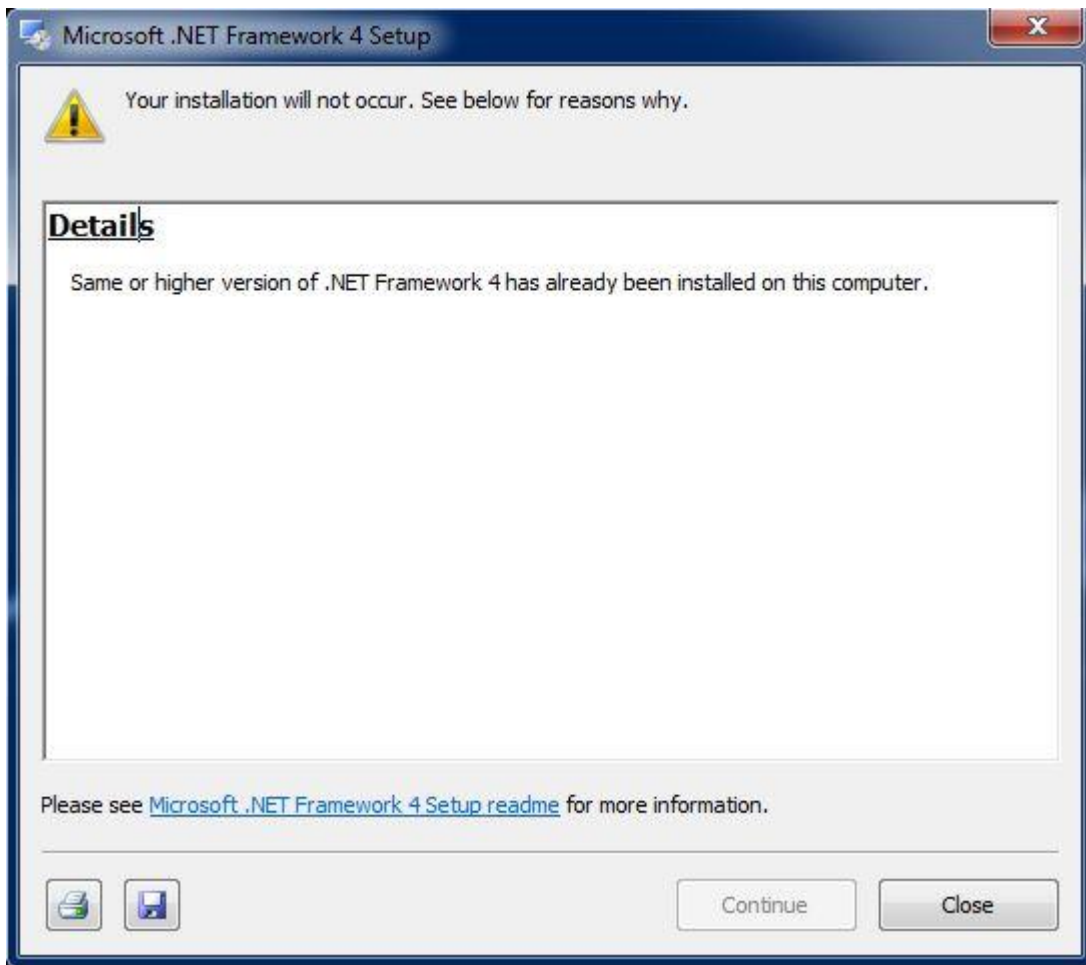 Microsoft .NET Framework 4 Setup
Your installation will not occur. See below for reasons why.
Details
Same or higher version of .NET Framework 4 has already been installed on this computer.
Please see Microsoft .NET Framework 4 Setup readme for more information.
Continue
Close